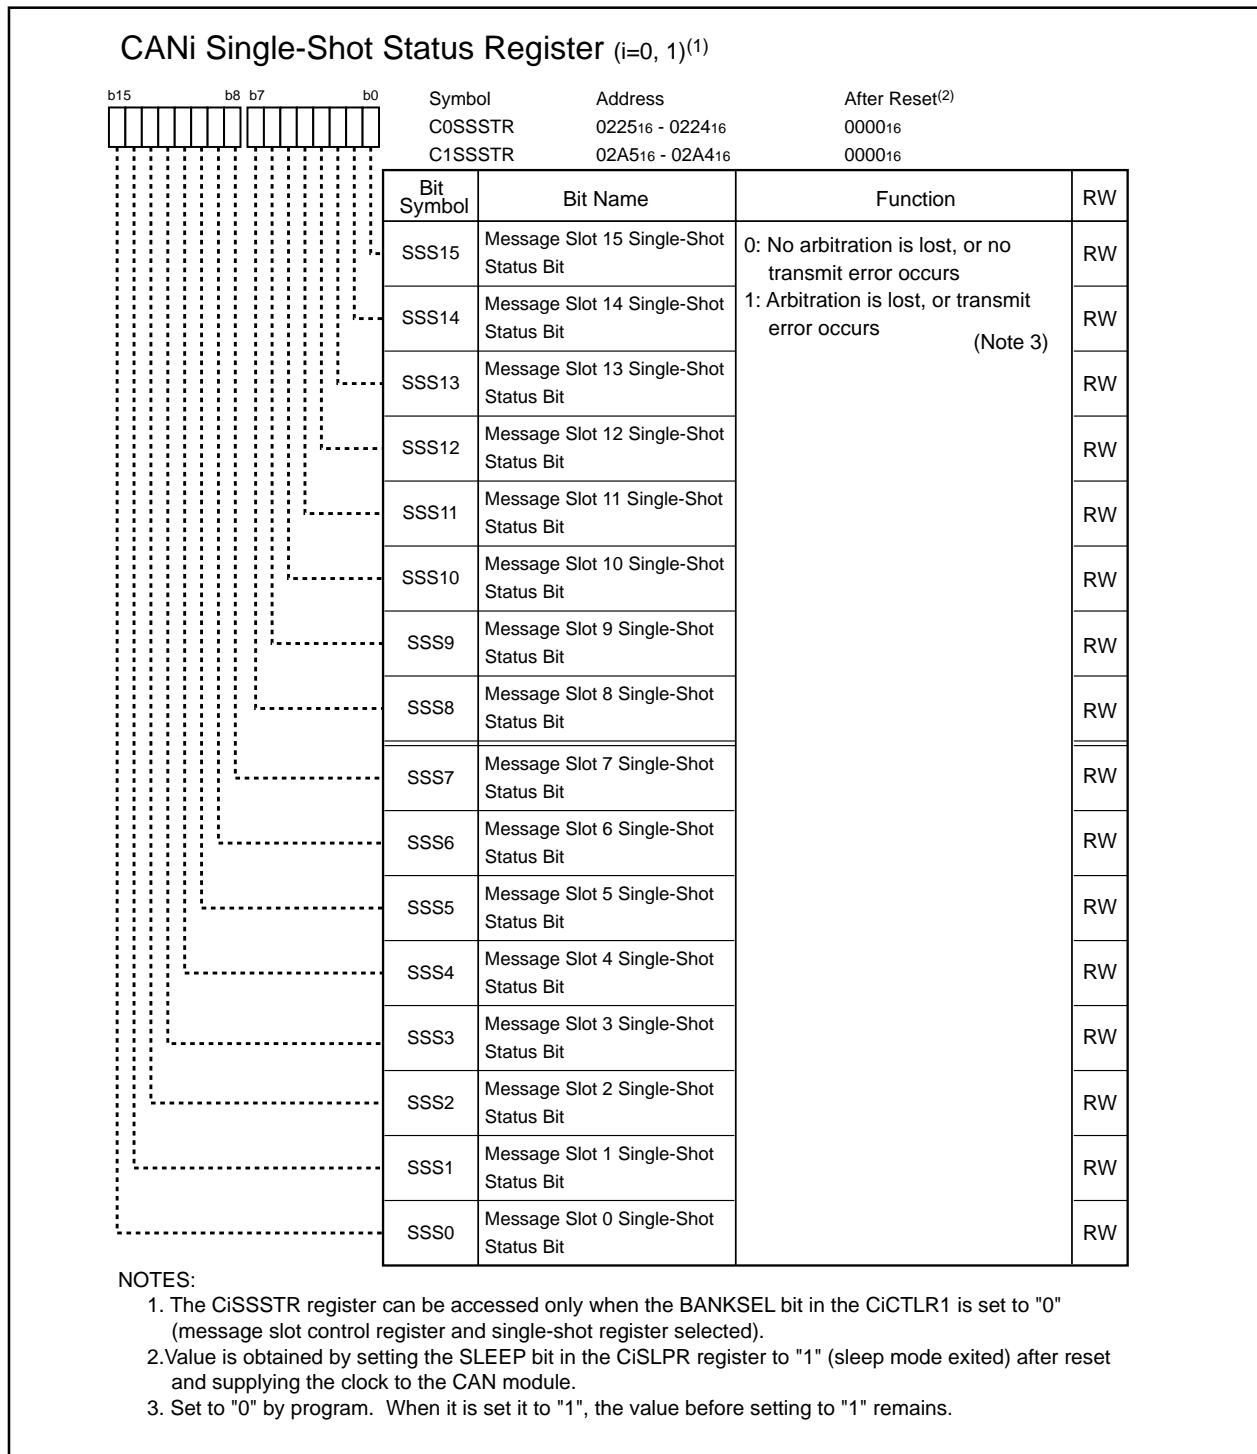 CANi Single-Shot Status Register (i=0, 1)(1)
b15 b8 b7 b0
Symbol Address After Reset(2)
C0SSSTR 022516 - 022416 000016
C1SSSTR 02A516 - 02A416 000016
Bit Symbol Bit Name Function RW
SSS15 Message Slot 15 Single-Shot Status Bit RW
0: No arbitration is lost, or no
transmit error occurs
1: Arbitration is lost, or transmit
error occurs
(Note 3)
SSS14 Message Slot 14 Single-Shot Status Bit RW
SSS13 Message Slot 13 Single-Shot Status Bit RW
SSS12 Message Slot 12 Single-Shot Status Bit RW
SSS11 Message Slot 11 Single-Shot Status Bit RW
SSS10 Message Slot 10 Single-Shot Status Bit RW
SSS9 Message Slot 9 Single-Shot Status Bit RW
SSS8 Message Slot 8 Single-Shot Status Bit RW
SSS7 Message Slot 7 Single-Shot Status Bit RW
SSS6 Message Slot 6 Single-Shot Status Bit RW
SSS5 Message Slot 5 Single-Shot Status Bit RW
SSS4 Message Slot 4 Single-Shot Status Bit RW
SSS3 Message Slot 3 Single-Shot Status Bit RW
SSS2 Message Slot 2 Single-Shot Status Bit RW
SSS1 Message Slot 1 Single-Shot Status Bit RW
SSS0 Message Slot 0 Single-Shot Status Bit RW
NOTES:
1. The CiSSSTR register can be accessed only when the BANKSEL bit in the CiCTLR1 is set to "0"
(message slot control register and single-shot register selected).
2.Value is obtained by setting the SLEEP bit in the CiSLPR register to "1" (sleep mode exited) after reset
and supplying the clock to the CAN module.
3. Set to "0" by program. When it is set it to "1", the value before setting to "1" remains.